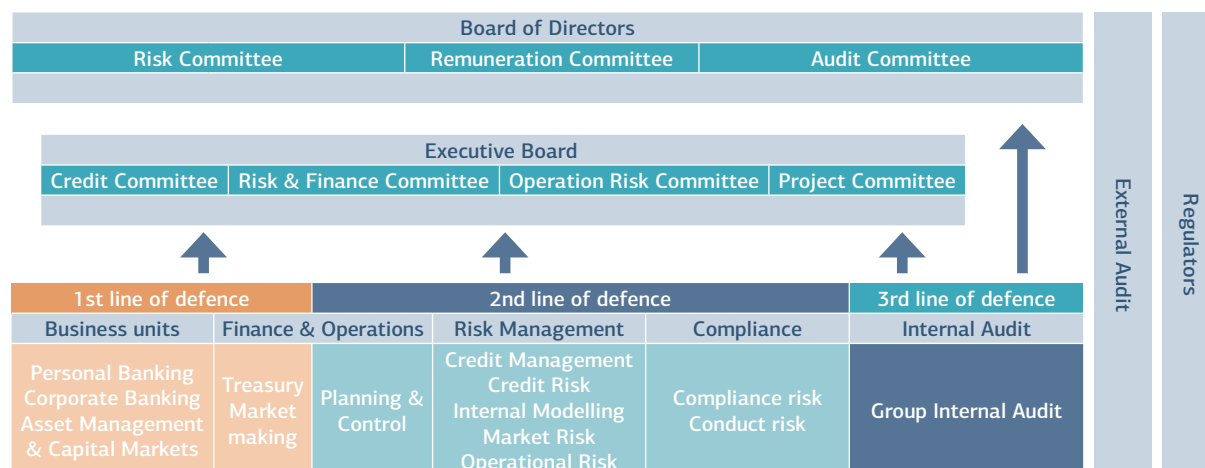 Board of Directors
Risk Committee
Remuneration Committee
Audit Committee
Executive Board
Credit Committee
Risk & Finance Committee
Operation Risk Committee
Project Committee
1st line of defence
2nd line of defence
3rd line of defence
Business units
Finance & Operations
Risk Management
Compliance
Internal Audit
Personal Banking
Corporate Banking
Asset Management
& Capital Markets
Treasury
Market
making
Planning &
Control
Credit Management
Credit Risk
Internal Modelling
Market Risk
Operational Risk
Compliance risk
Conduct risk
Group Internal Audit
External Audit
Regulators